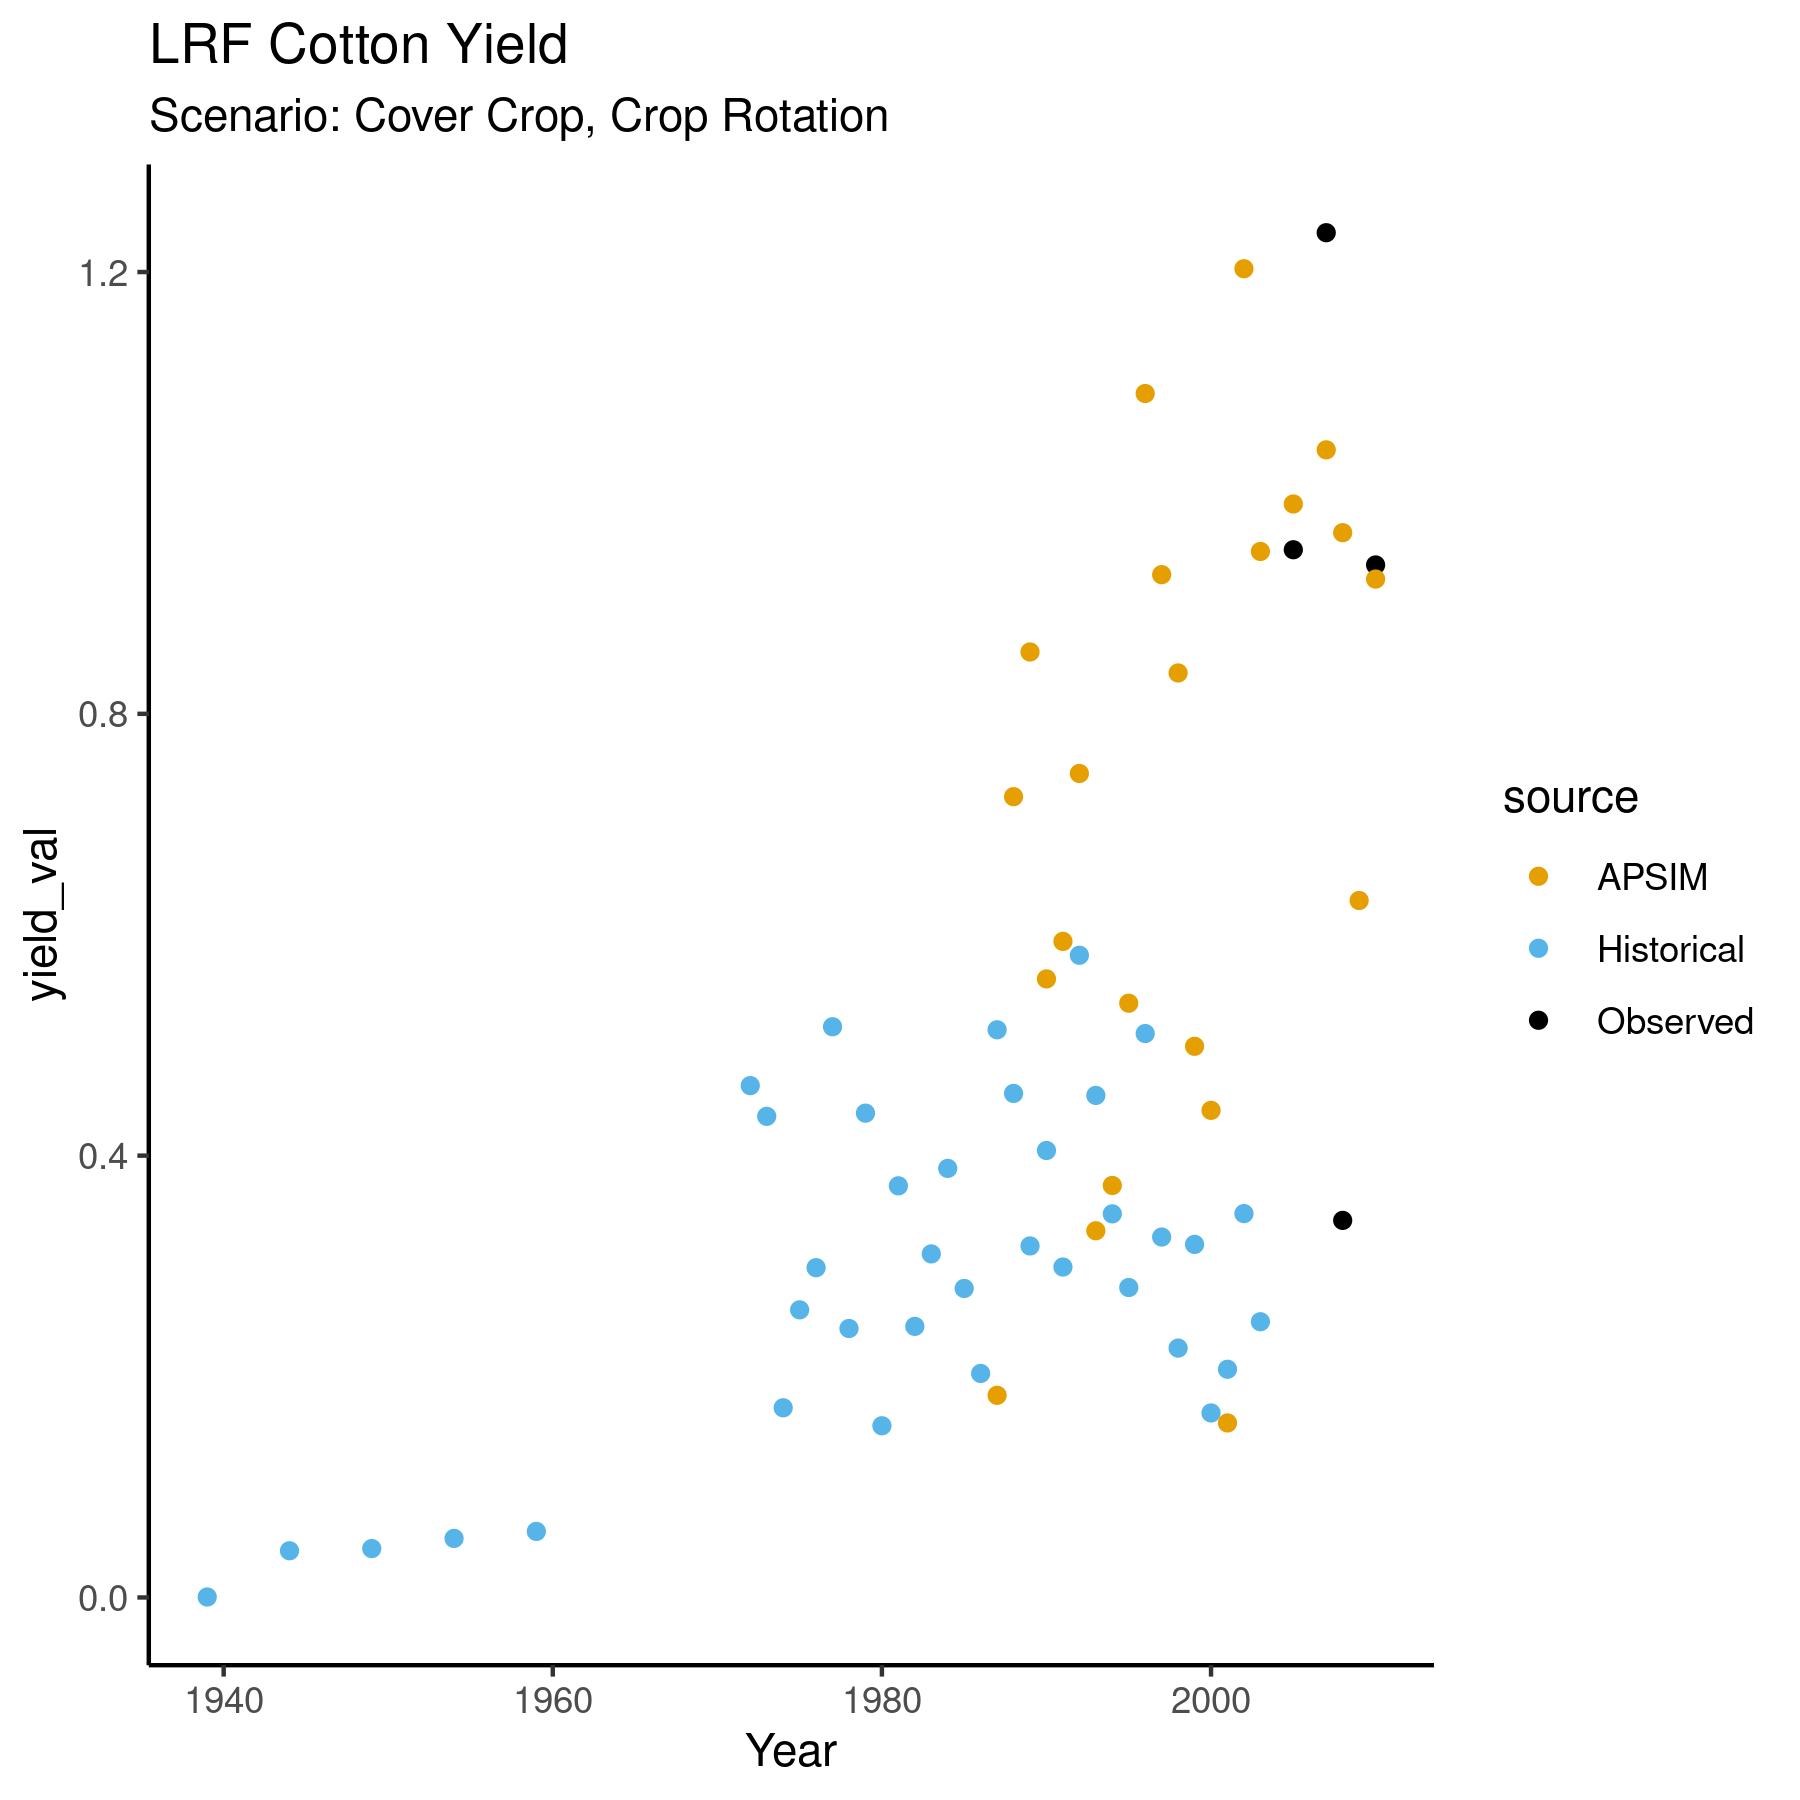 LRF Cotton Yield
Scenario: Cover Crop, Crop Rotation
1.2
0.8
0.4
0.0
yield_val
1940
1960
1980
2000
Year
source
APSIM
Historical
Observed